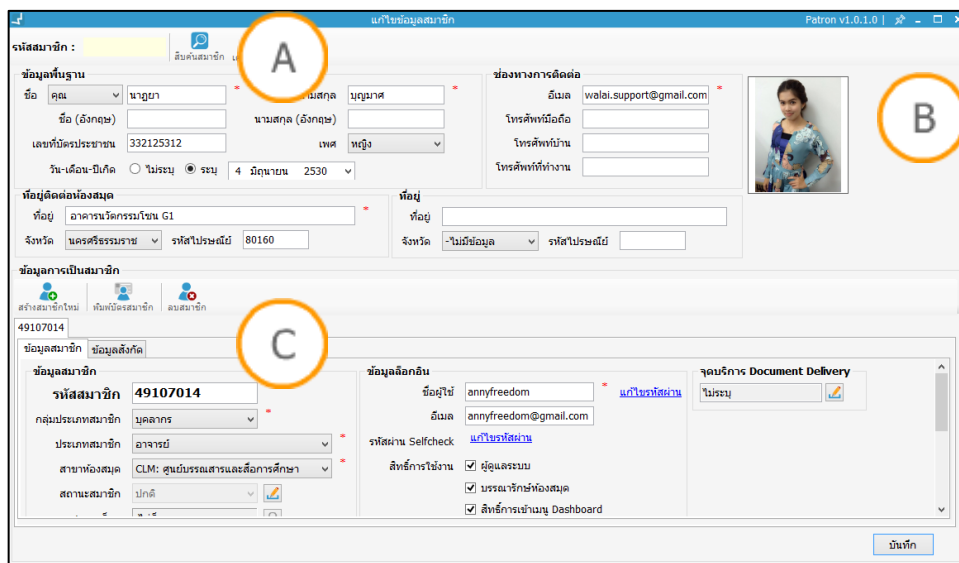 แก้ไขข้อมูลสมาชิก Patron v1.0.1.0 |
รหัสสมาชิก : สืบค้นสมาชิก
A
B
ข้อมูลพื้นฐาน ช่องทางการติดต่อ
ชื่อ คุณ นาฎยา * นามสกุล บุญมาศ * อีเมล walai.support@gmail.com *
ชื่อ (อังกฤษ) นามสกุล (อังกฤษ) โทรศัพท์มือถือ
เลขที่บัตรประชาชน 332125312 เพศ หญิง โทรศัพท์บ้าน
วัน-เดือน-ปีเกิด ไม่ระบุ ระบุ 4 มิถุนายน 2530 โทรศัพท์ที่ทำงาน
ที่อยู่ติดต่อห้องสมุด ที่อยู่
ที่อยู่ อาคารนวัตกรรมโซน G1 * ที่อยู่
จังหวัด นครศรีธรรมราช รหัสไปรษณีย์ 80160 จังหวัด -ไม่มีข้อมูล รหัสไปรษณีย์
ข้อมูลการเป็นสมาชิก
สร้างสมาชิกใหม่ พิมพ์บัตรสมาชิก ลบสมาชิก
49107014
C
ข้อมูลสมาชิก ข้อมูลสังกัด
ข้อมูลสมาชิก ข้อมูลล็อกอิน จุดบริการ Document Delivery
รหัสสมาชิก 49107014 ชื่อผู้ใช้ annyfreedom * แก้ไขรหัสผ่าน ไม่ระบุ
กลุ่มประเภทสมาชิก บุคลากร * อีเมล annyfreedom@gmail.com
ประเภทสมาชิก อาจารย์ * รหัสผ่าน Selfcheck แก้ไขรหัสผ่าน
สาขาห้องสมุด CLM: ศูนย์บรรณสารและสื่อการศึกษา * สิทธิ์การใช้งาน ผู้ดูแลระบบ
สถานะสมาชิก ปกติ บรรณารักษ์ห้องสมุด
สิทธิ์การเข้าเมนู Dashboard
บันทึก